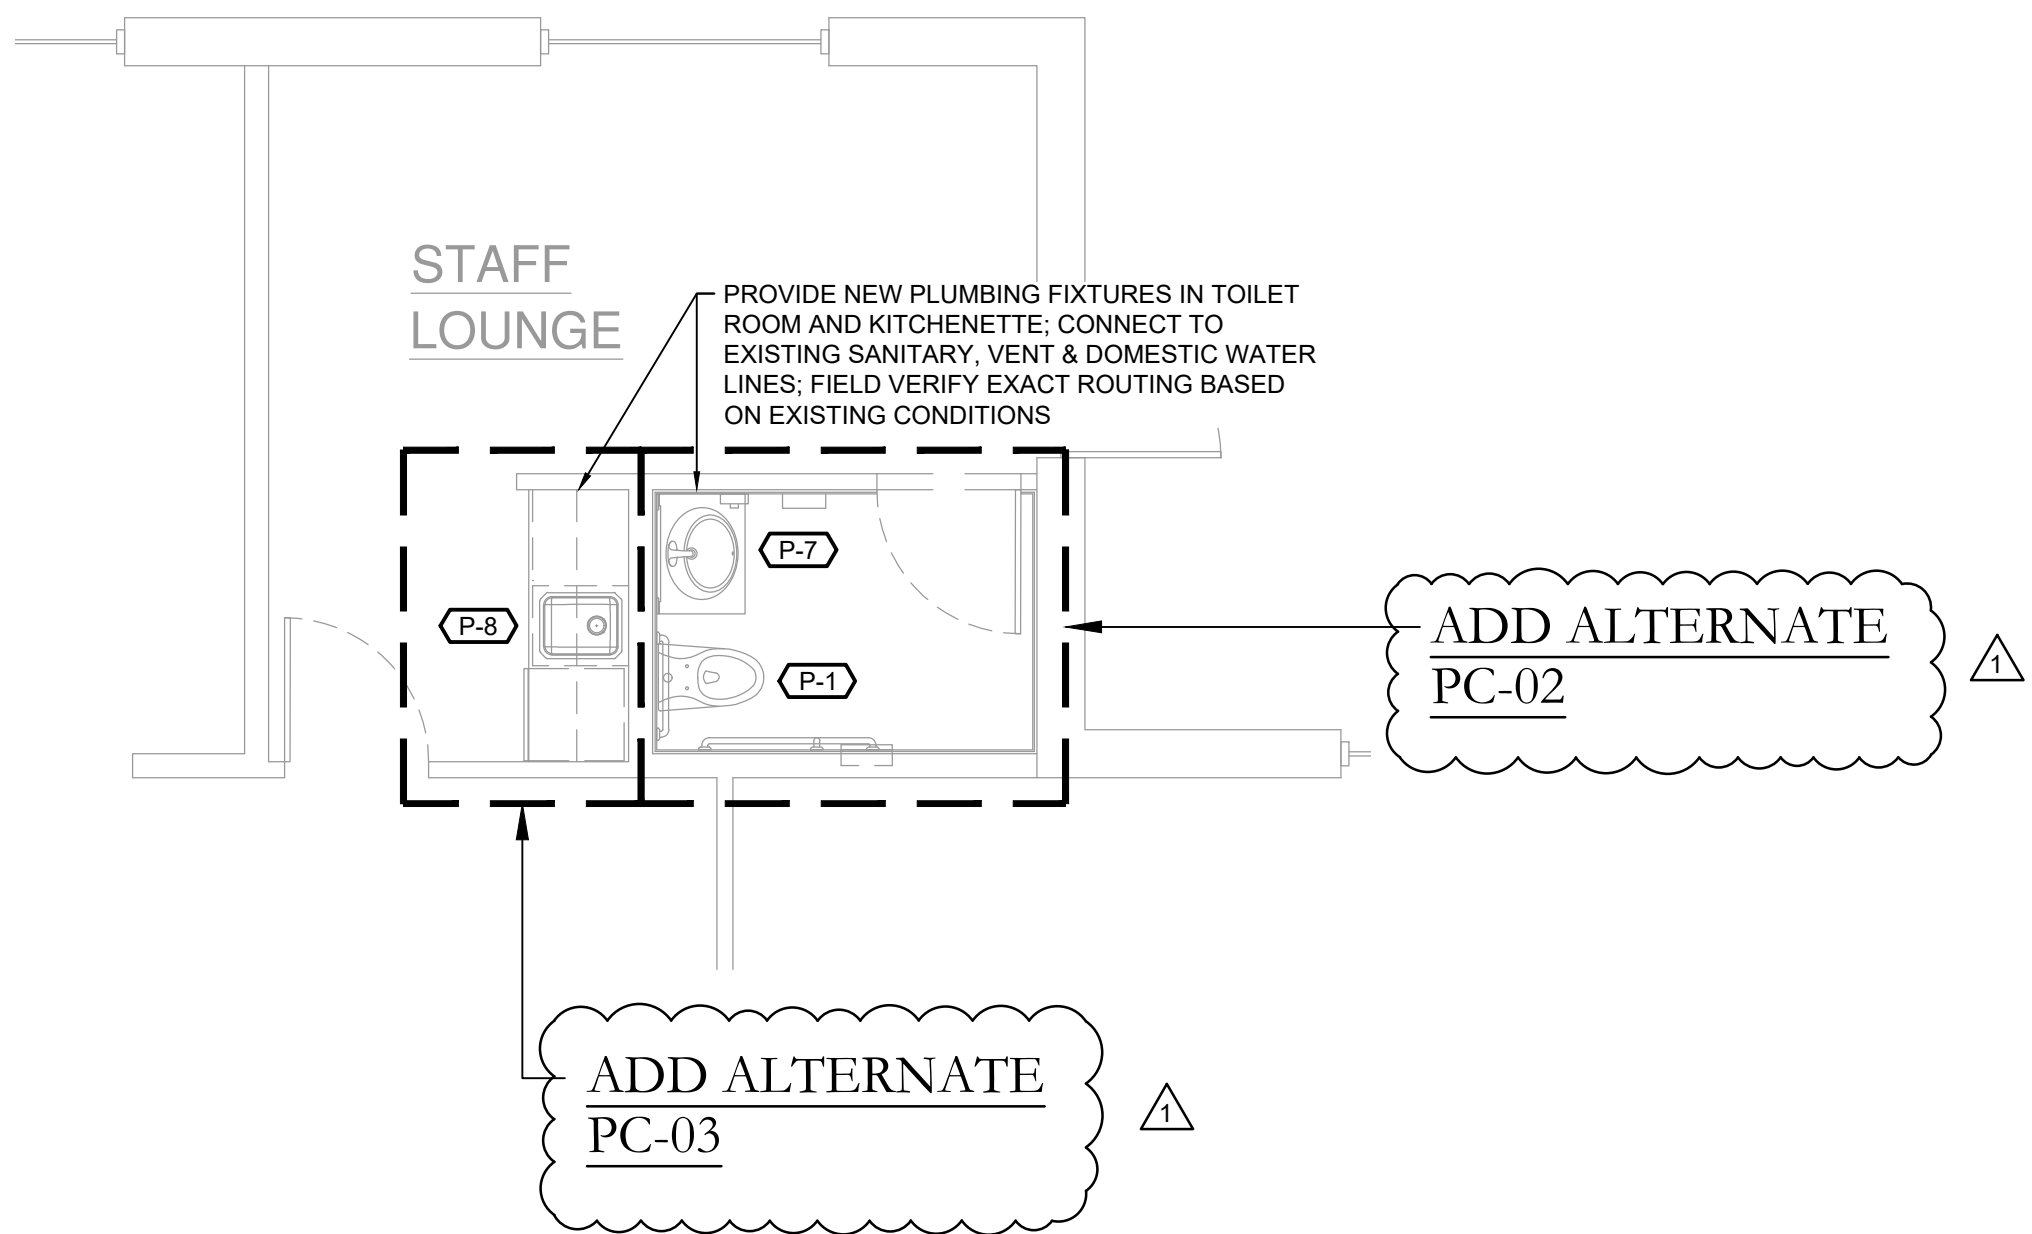 STAFF
LOUNGE
PROVIDE NEW PLUMBING FIXTURES IN TOILET
ROOM AND KITCHENETTE; CONNECT TO
EXISTING SANITARY, VENT & DOMESTIC WATER
LINES; FIELD VERIFY EXACT ROUTING BASED
ON EXISTING CONDITIONS
P-7
P-8
P-1
ADD ALTERNATE
PC-02
1
ADD ALTERNATE
PC-03
1